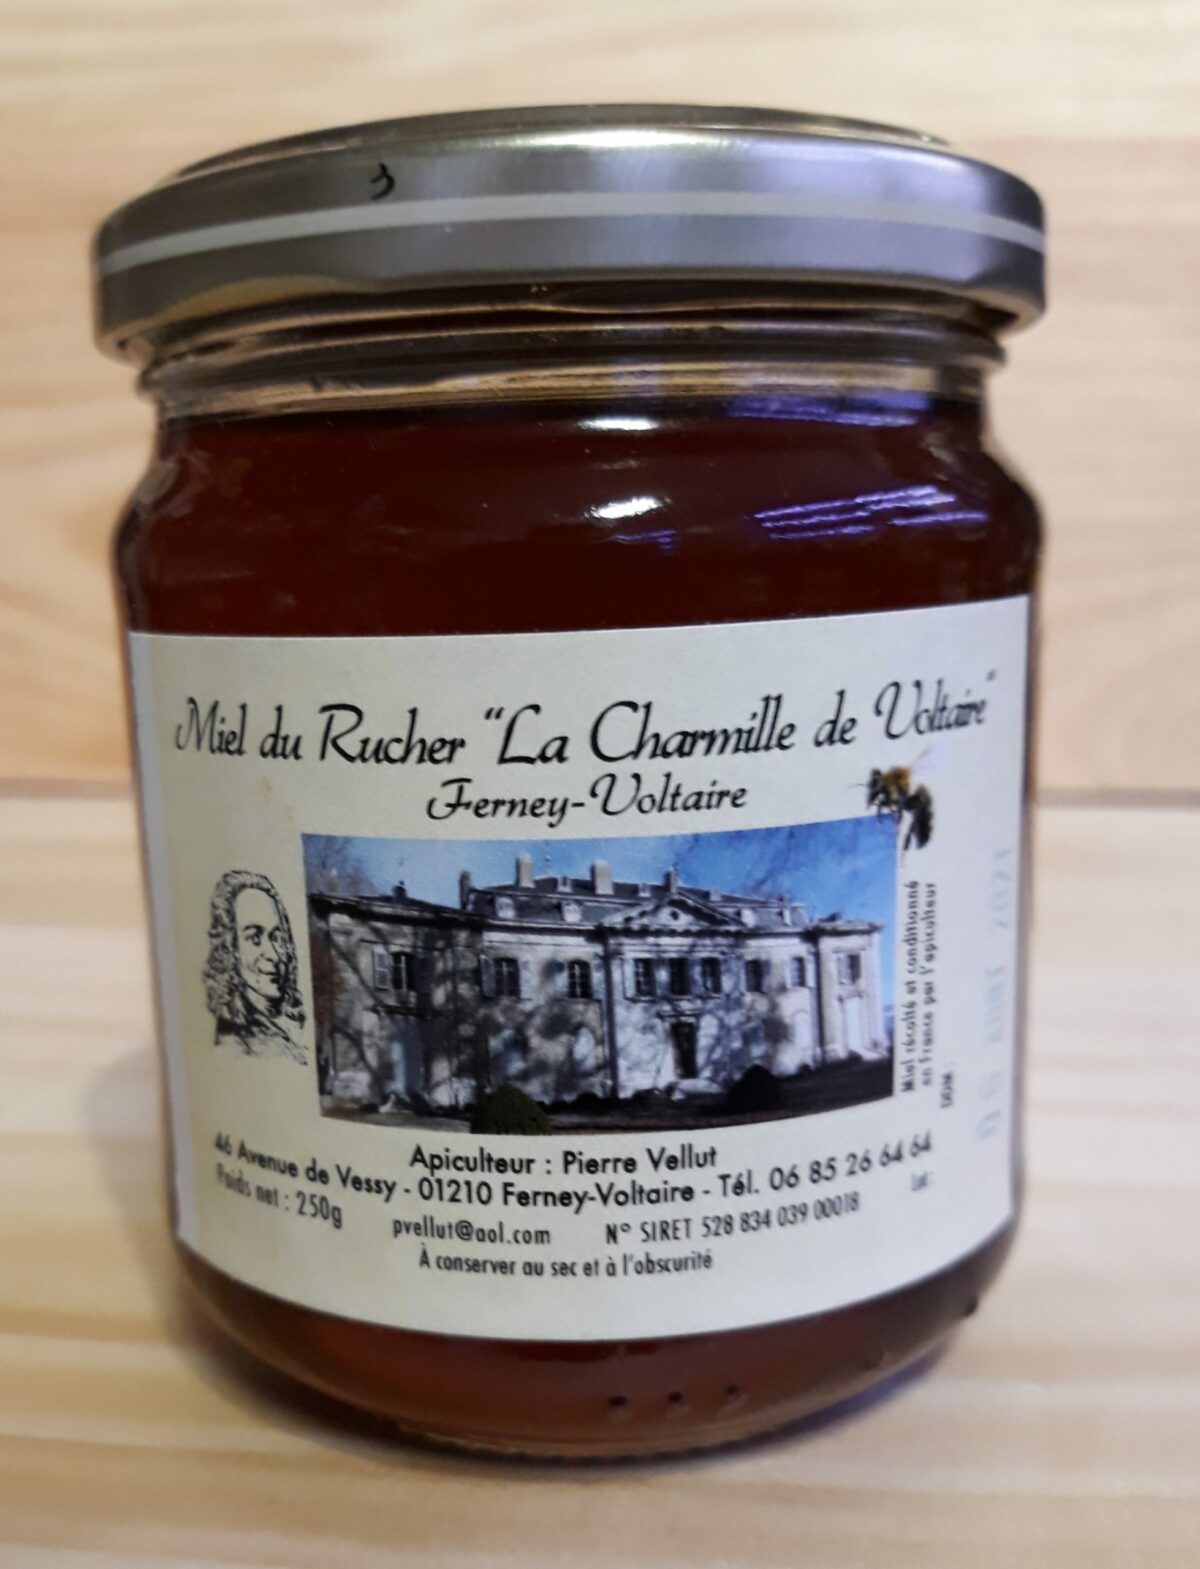 Miel du Rucher "La Charmille de Voltaire"
Ferney-Voltaire
Miel récolté et conditionné
en France par l'apiculteur
DDM :
Apiculteur : Pierre Vellut
46 Avenue de Vessy - 01210 Ferney-Voltaire - Tél. 06 85 26 64 64
Poids net : 250g
pvellut@aol.com N° SIRET 528 834 039 00018
Lot :
À conserver au sec et à l'obscurité